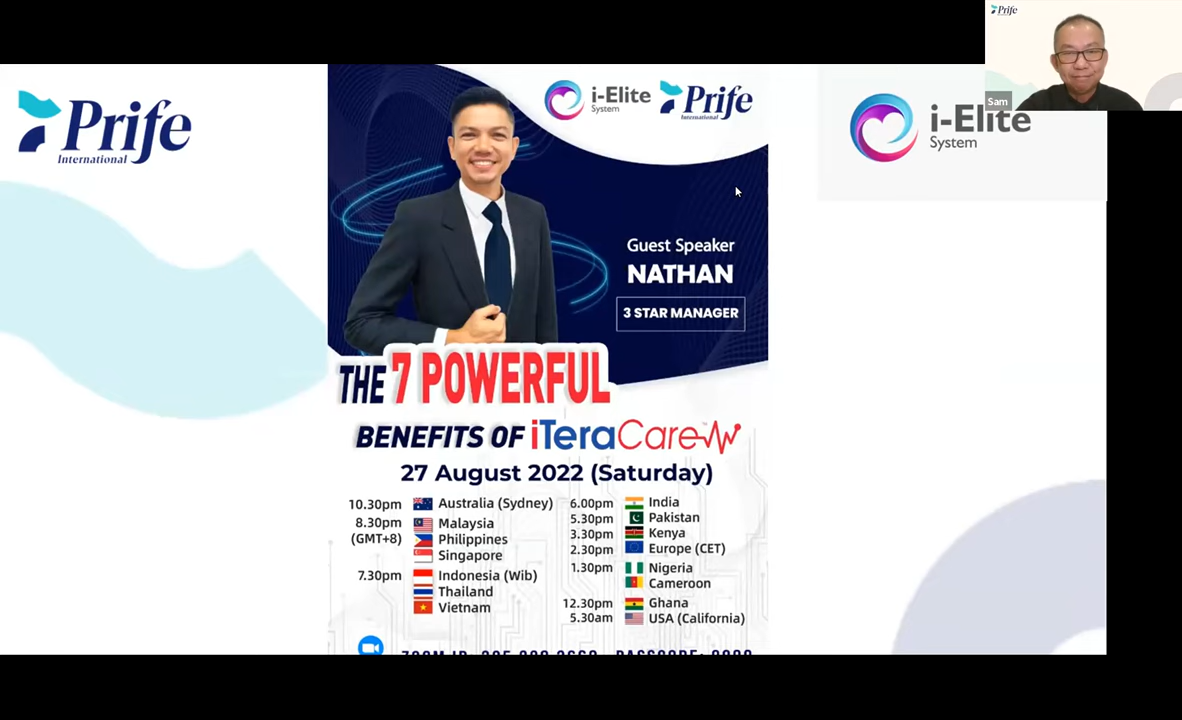 Prife
Sam
Prife
International
i-Elite
System
Prife
International
i-Elite
System
Guest Speaker
NATHAN
3 STAR MANAGER
THE 7 POWERFUL
BENEFITS OF iTeraCare
27 August 2022 (Saturday)
10.30pm Australia (Sydney)
8.30pm Malaysia
(GMT+8) Philippines
Singapore
7.30pm Indonesia (Wib)
Thailand
Vietnam
6.00pm India
5.30pm Pakistan
3.30pm Kenya
2.30pm Europe (CET)
1.30pm Nigeria
Cameroon
12.30pm Ghana
5.30am USA (California)